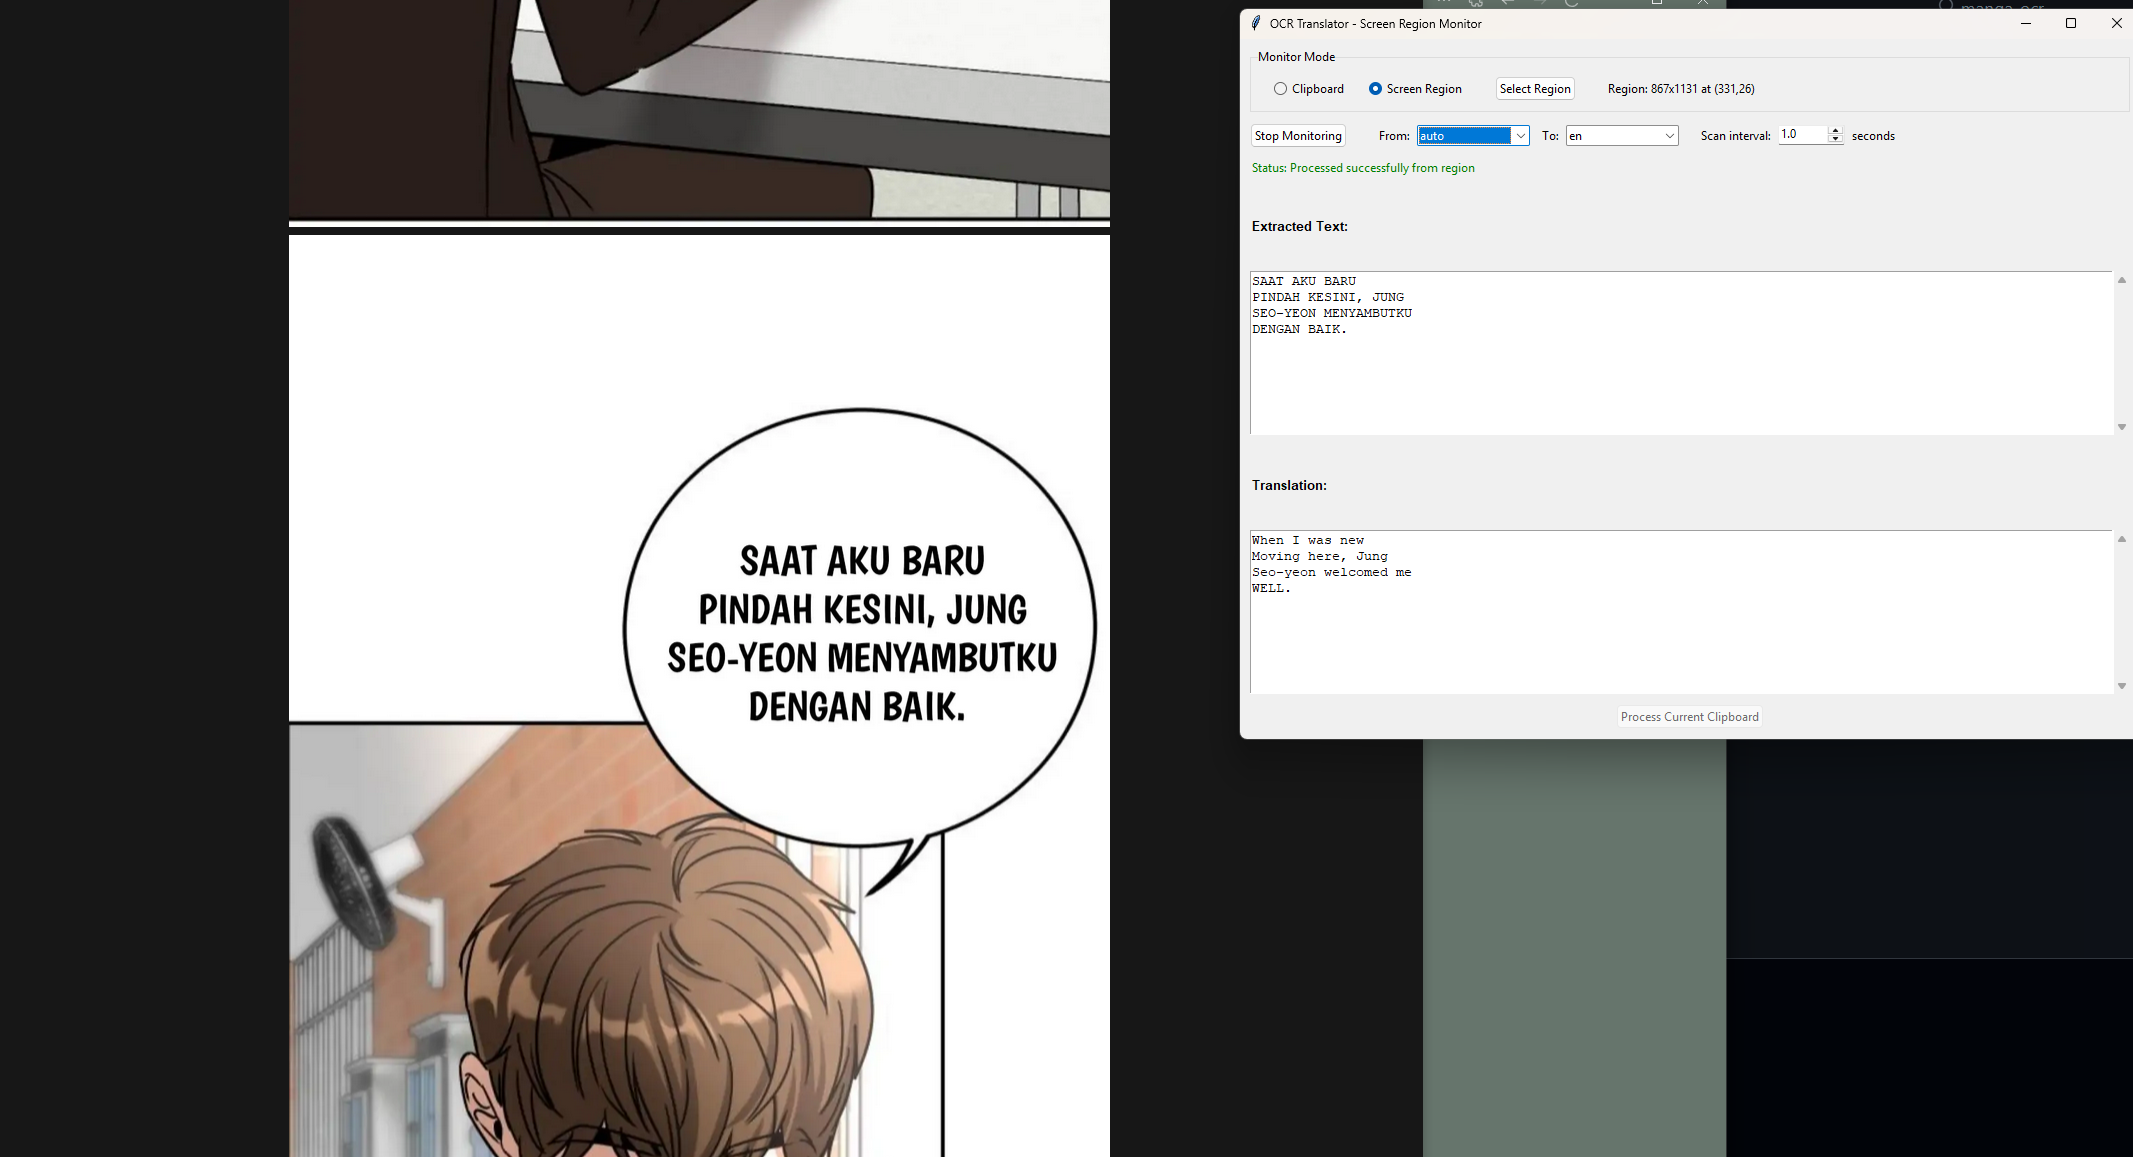 SAAT AKU BARU
PINDAH KESINI, JUNG
SEO-YEON MENYAMBUTKU
DENGAN BAIK.
OCR Translator - Screen Region Monitor
Monitor Mode
Clipboard
Screen Region
Select Region
Region: 867x1131 at (331,26)
Stop Monitoring
From: auto
To: en
Scan interval: 1.0 seconds
Status: Processed successfully from region
Extracted Text:
SAAT AKU BARU
PINDAH KESINI, JUNG
SEO-YEON MENYAMBUTKU
DENGAN BAIK.
Translation:
When I was new
Moving here, Jung
Seo-yeon welcomed me
WELL.
Process Current Clipboard